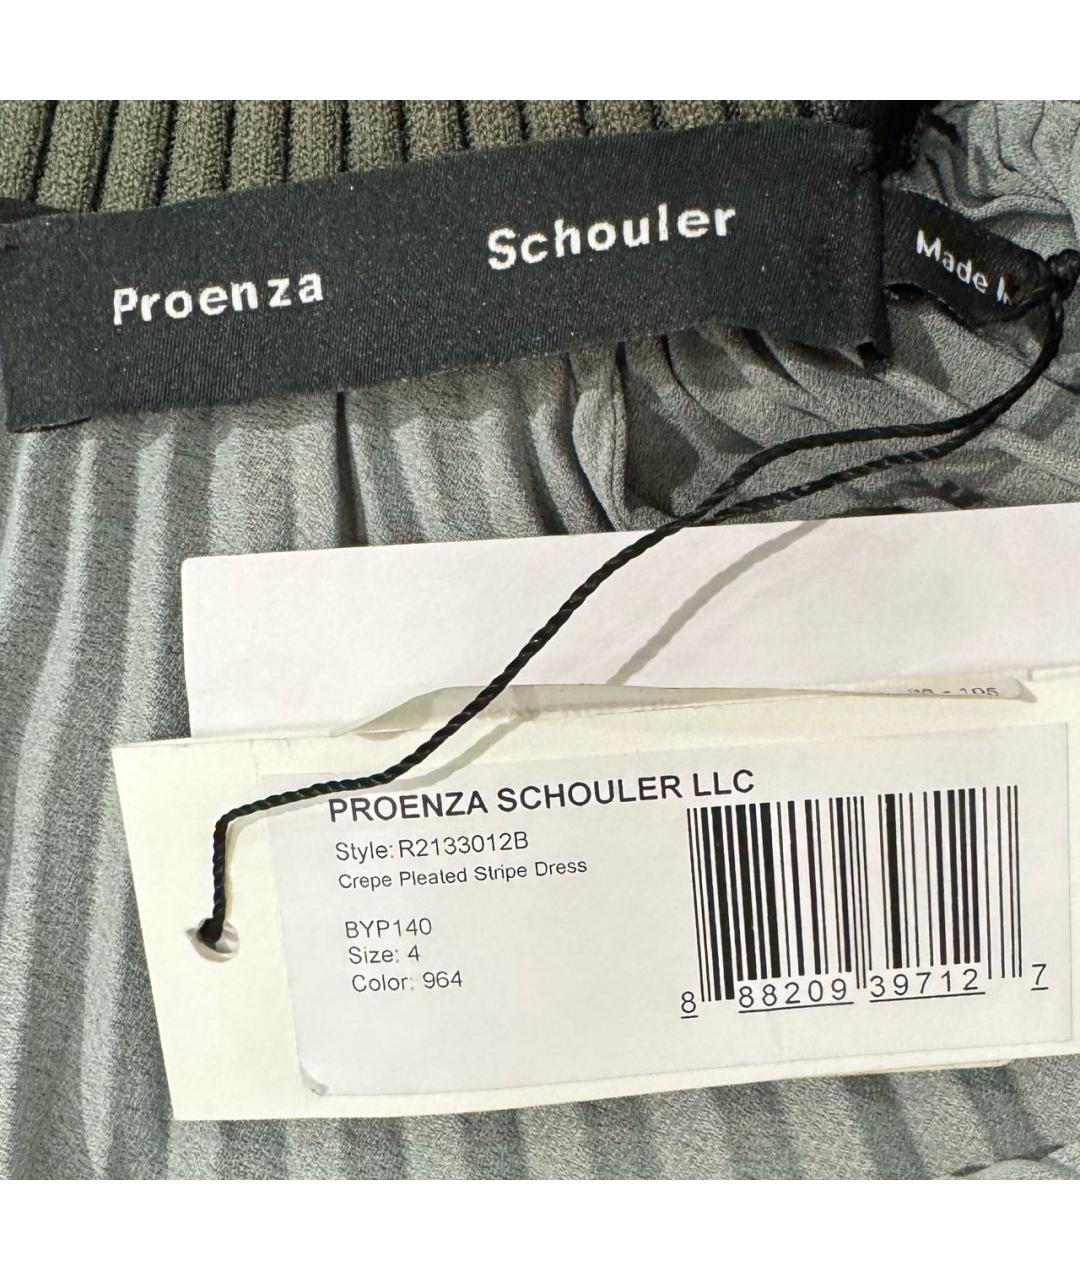 Proenza Schouler
Made
PROENZA SCHOULER LLC
Style: R2133012B
Crepe Pleated Stripe Dress
BYP140
Size: 4
Color: 964
8 88209 39712 7